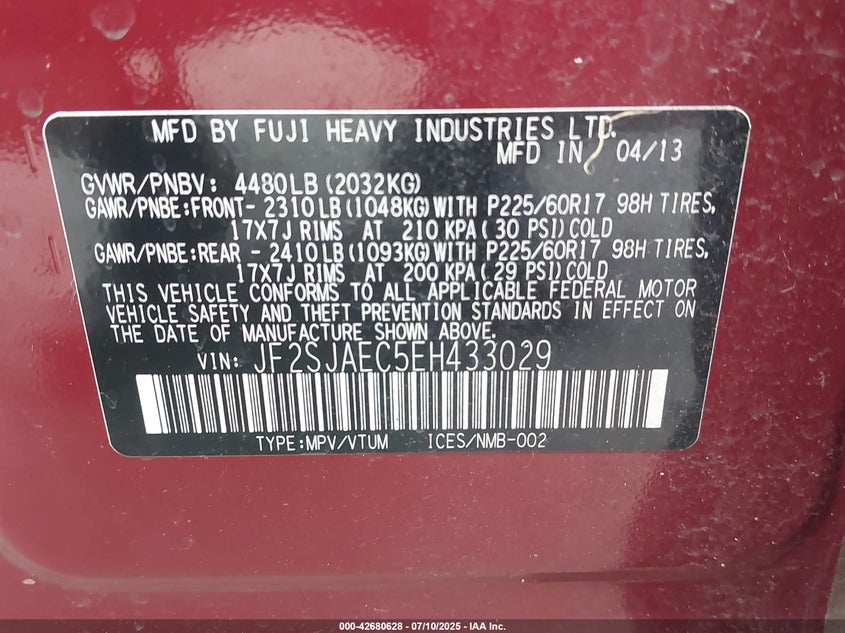 MFD BY FUJI HEAVY INDUSTRIES LTD.
MFD IN 04/13
GVWR/PNBV: 4480LB (2032KG)
GAWR/PNBE:FRONT- 2310LB(1048KG)WITH P225/60R17 98H TIRES,
17X7J RIMS AT 210 KPA( 30 PSI)COLD
GAWR/PNBE:REAR - 2410LB(1093KG)WITH P225/60R17 98H TIRES,
17X7J RIMS AT 200 KPA( 29 PSI)COLD
THIS VEHICLE CONFORMS TO ALL APPLICABLE FEDERAL MOTOR
VEHICLE SAFETY AND THEFT PREVENTION STANDARDS IN EFFECT ON
THE DATE OF MANUFACTURE SHOWN ABOVE.
VIN: JF2SJAEC5EH433029
TYPE:MPV/VTUM ICES/NMB-002
000-42680628 - 07/10/2025 - IAA Inc.